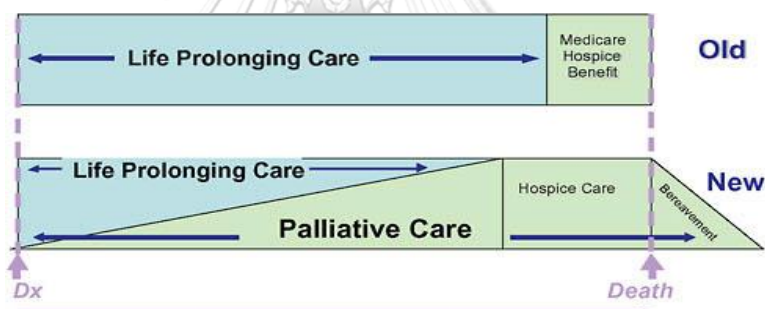 Life Prolonging Care
Medicare
Hospice
Benefit
Old
Life Prolonging Care
Palliative Care
Hospice Care
Bereavement
New
Dx
Death